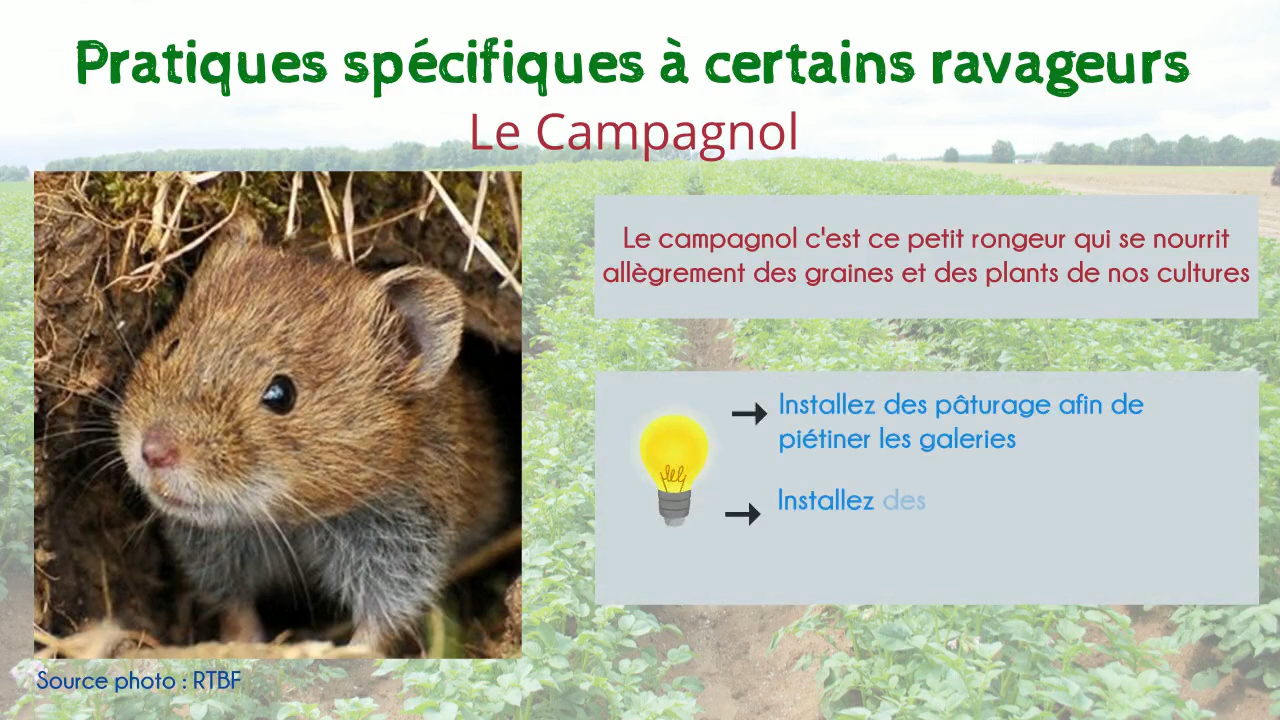 Pratiques spécifiques à certains ravageurs
Le Campagnol
Le campagnol c'est ce petit rongeur qui se nourrit
allègrement des graines et des plants de nos cultures
Installez des pâturage afin de
piétiner les galeries
Installez des
Source photo : RTBF